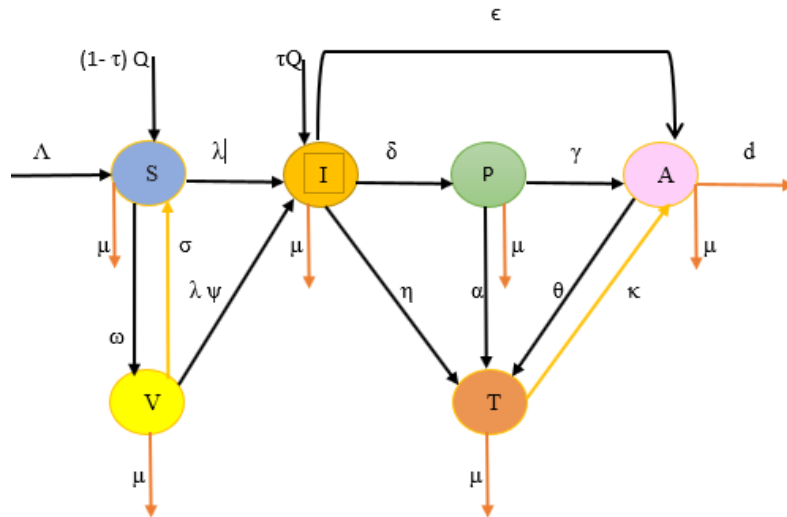 ϵ
(1- τ) Q
τQ
Λ
λ|
δ
γ
d
S
I
P
A
μ
σ
μ
μ
μ
λ ψ
η
α
θ
κ
ω
V
T
μ
μ